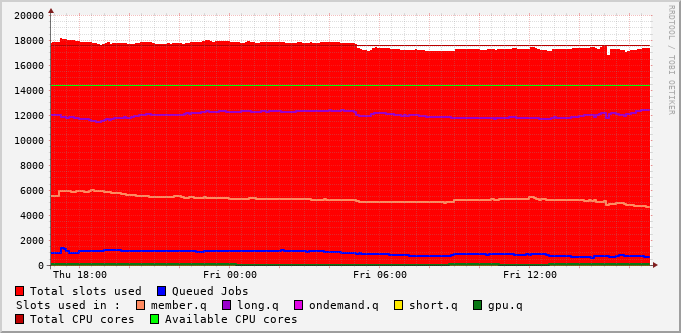 RRDTOOL / TOBI OETIKER
20000
18000
16000
14000
12000
10000
8000
6000
4000
2000
0
Thu 18:00 Fri 00:00 Fri 06:00 Fri 12:00
Total slots used Queued Jobs
Slots used in : member.q long.q ondemand.q short.q gpu.q
Total CPU cores Available CPU cores